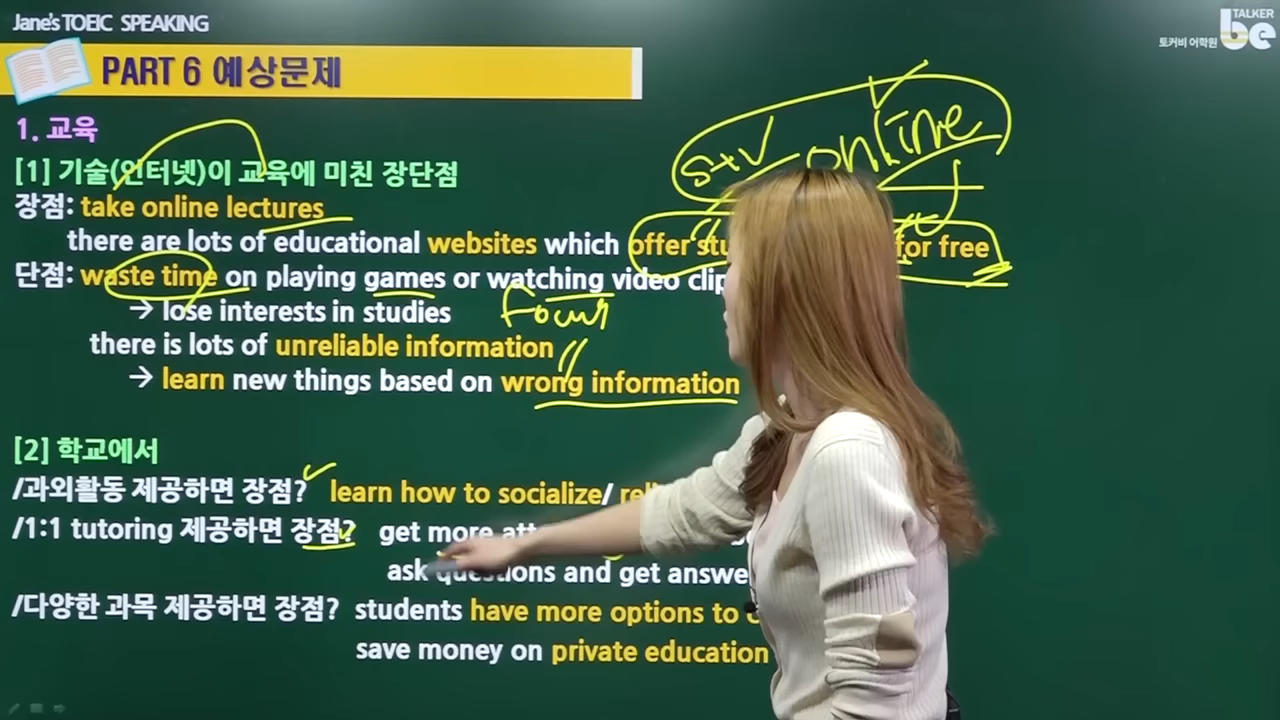 Jane's TOEIC SPEAKING
TALKER
be
토커비 어학원
PART 6 예상문제
1. 교육
[1] 기술(인터넷)이 교육에 미친 장단점
s+v online
장점: take online lectures
there are lots of educational websites which offer for free
단점: waste time on playing games or watching video
→ lose interests in studies
Focus
there is lots of unreliable information
→ learn new things based on wrong information
[2] 학교에서
/과외활동 제공하면 장점? learn how to socialize/
/1:1 tutoring 제공하면 장점? get more
ask questions and get
/다양한 과목 제공하면 장점? students have more options to
save money on private education